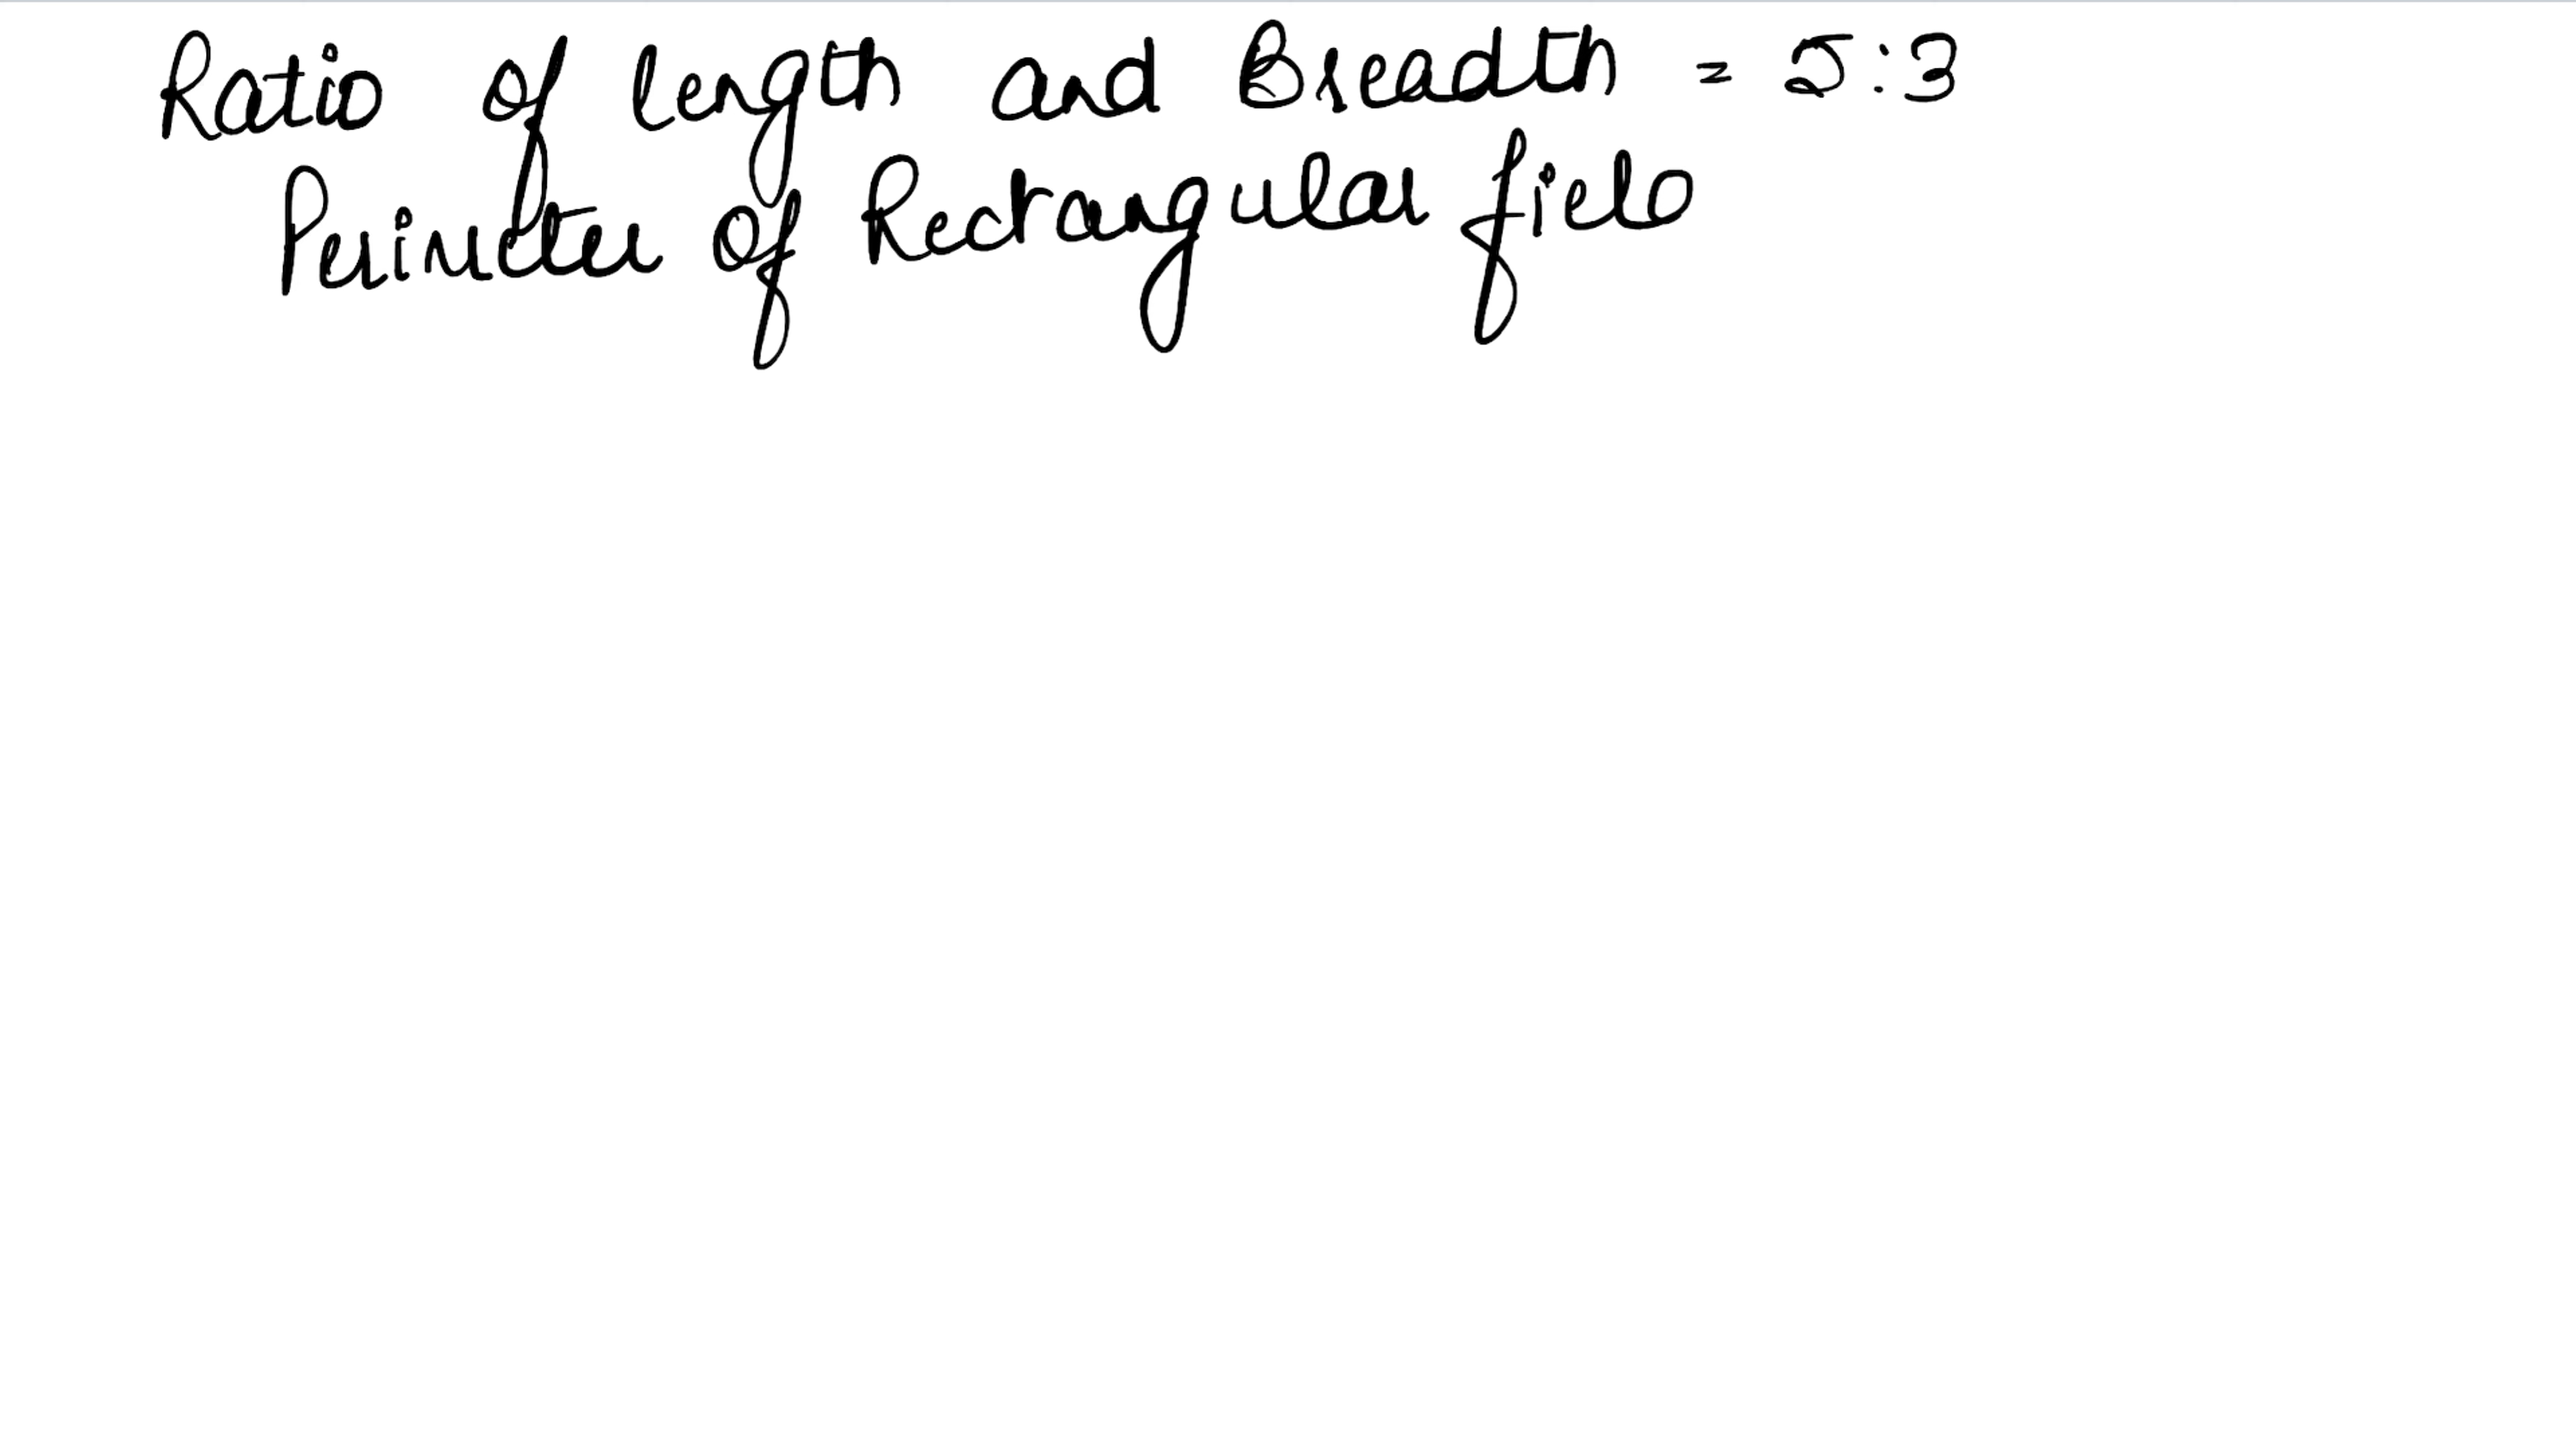 Ratio of length and Breadth = 5:3
Perimeter of Rectangular field